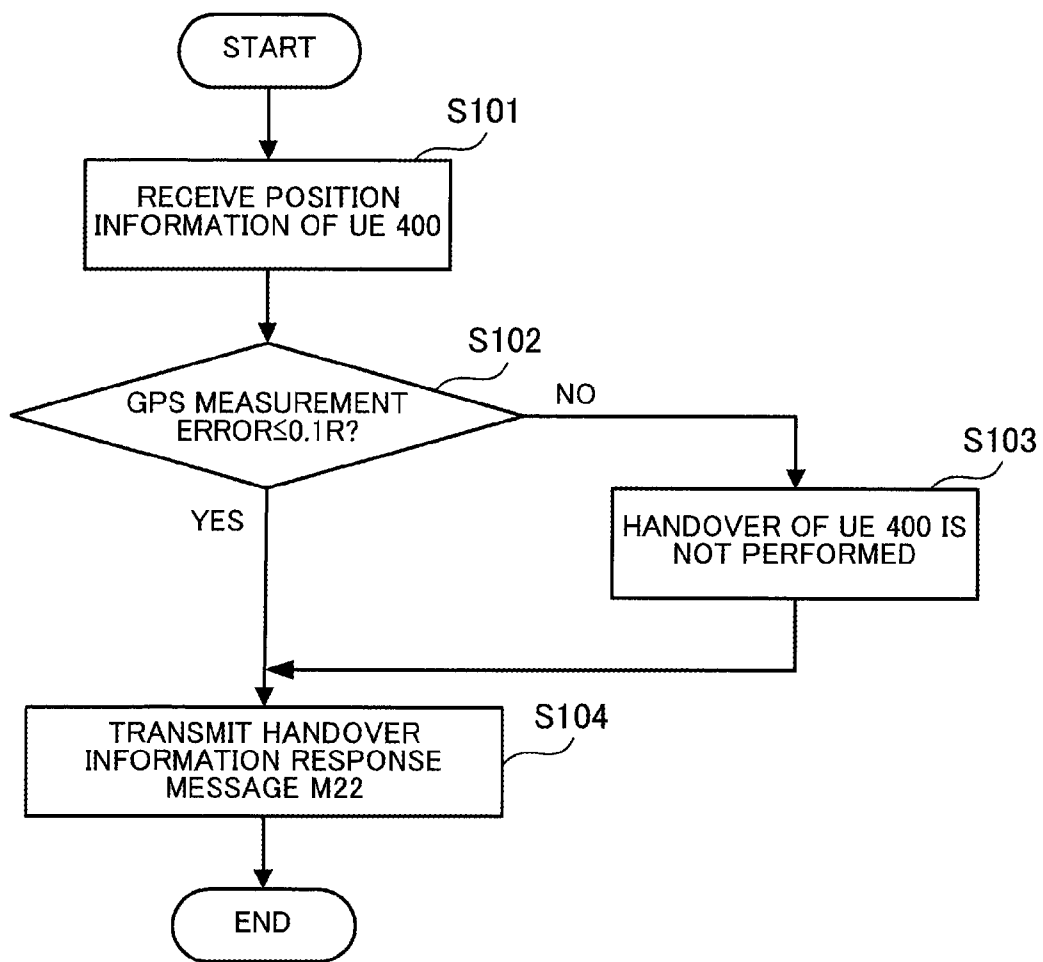 START
S101
RECEIVE POSITION
INFORMATION OF UE 400
S102
GPS MEASUREMENT
ERROR≤0.1R?
NO
YES
S103
HANDOVER OF UE 400 IS
NOT PERFORMED
S104
TRANSMIT HANDOVER
INFORMATION RESPONSE
MESSAGE M22
END